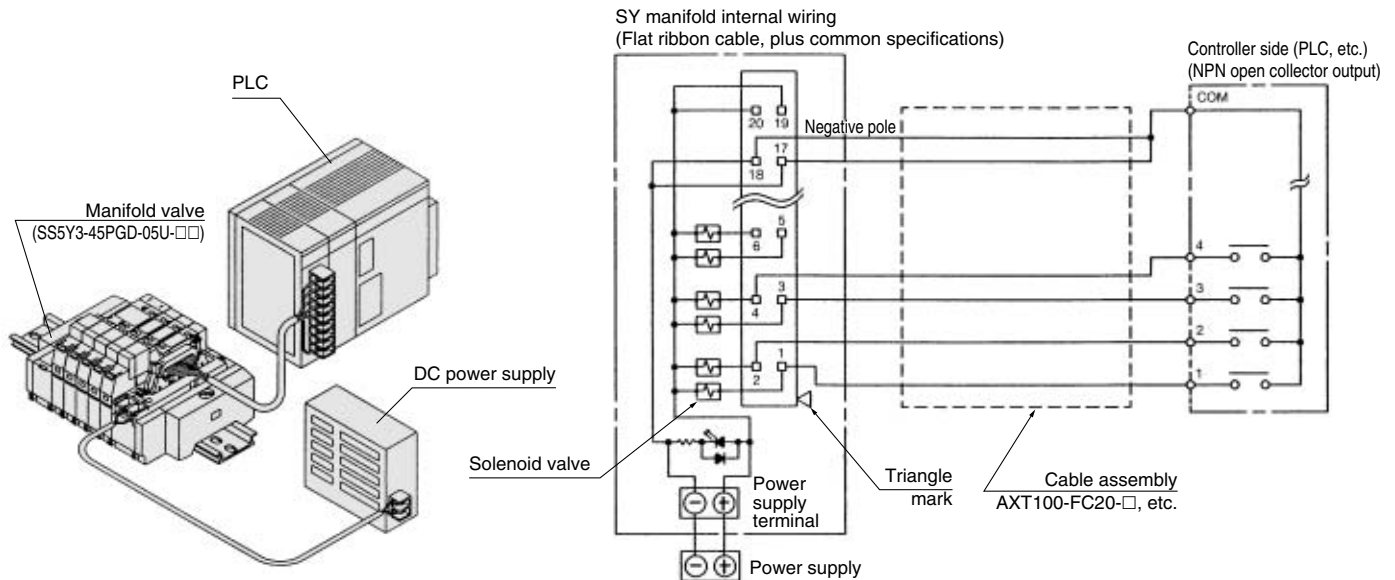 PLC
Manifold valve
(SS5Y3-45PGD-05U-□□)
DC power supply
SY manifold internal wiring
(Flat ribbon cable, plus common specifications)
Controller side (PLC, etc.)
(NPN open collector output)
COM
20 19
Negative pole
17
18
5
6
4
3
4
3
2
1
2
1
Solenoid valve
Triangle
mark
Cable assembly
AXT100-FC20-□, etc.
Power
supply
terminal
− +
− + Power supply